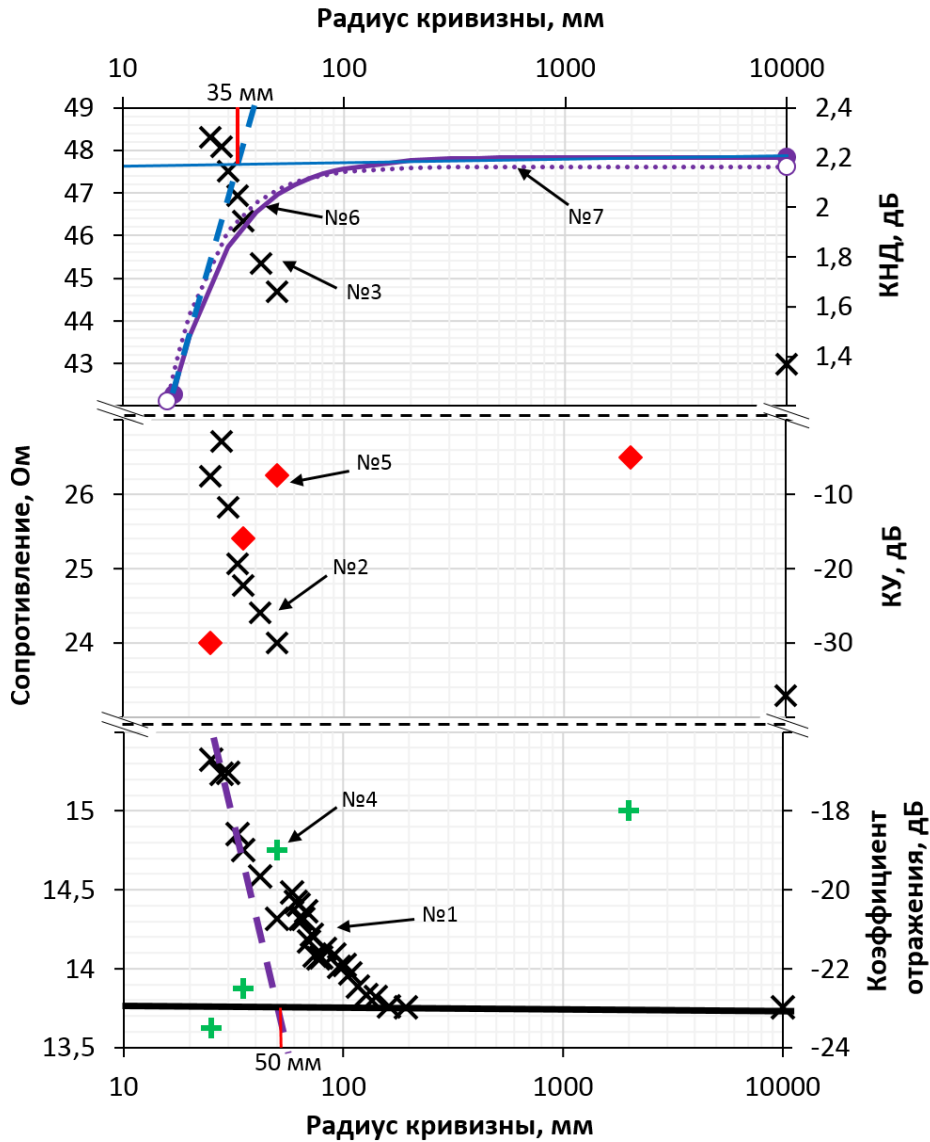 Радиус кривизны, мм
10 100 1000 10000
35 мм
49 2,4
48 2,2
47 2
46 1,8
45 1,6
44 1,4
43
№6
№7
№3
КНД, дБ
Сопротивление, Ом
26 -10
25 -20
24 -30
№5
№2
КУ, дБ
15 -18
14,5 -20
14 -22
13,5 -24
№4
№1
Коэффициент
отражения, дБ
50 мм
10 100 1000 10000
Радиус кривизны, мм